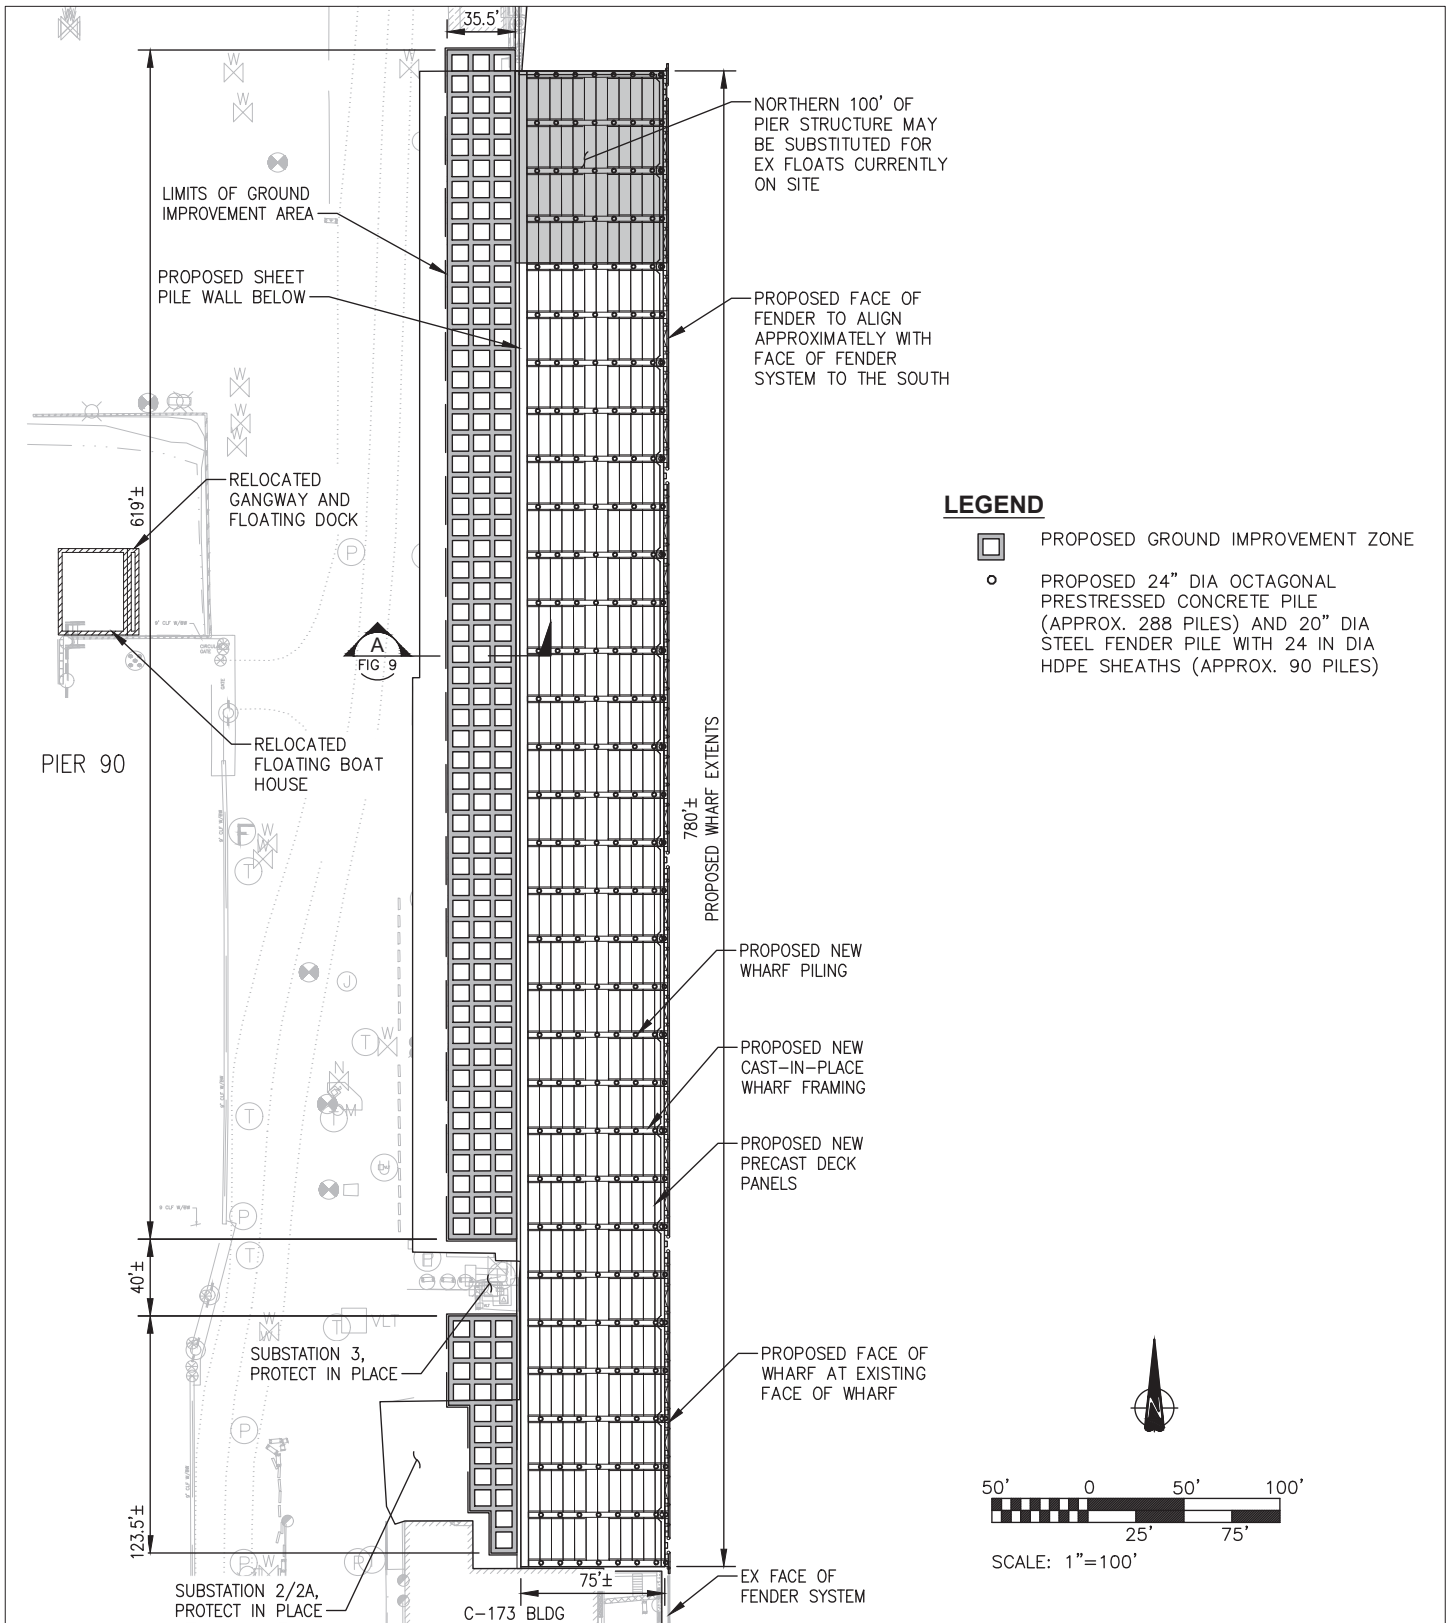 35.5'
NORTHERN 100' OF
PIER STRUCTURE MAY
BE SUBSTITUTED FOR
EX FLOATS CURRENTLY
ON SITE
LIMITS OF GROUND
IMPROVEMENT AREA
PROPOSED SHEET
PILE WALL BELOW
PROPOSED FACE OF
FENDER TO ALIGN
APPROXIMATELY WITH
FACE OF FENDER
SYSTEM TO THE SOUTH
RELOCATED
GANGWAY AND
FLOATING DOCK
619'±
LEGEND
PROPOSED GROUND IMPROVEMENT ZONE
PROPOSED 24" DIA OCTAGONAL
PRESTRESSED CONCRETE PILE
(APPROX. 288 PILES) AND 20" DIA
STEEL FENDER PILE WITH 24 IN DIA
HDPE SHEATHS (APPROX. 90 PILES)
A
FIG 9
PIER 90
RELOCATED
FLOATING BOAT
HOUSE
780'±
PROPOSED WHARF EXTENTS
PROPOSED NEW
WHARF PILING
PROPOSED NEW
CAST-IN-PLACE
WHARF FRAMING
PROPOSED NEW
PRECAST DECK
PANELS
40'±
VLT
SUBSTATION 3,
PROTECT IN PLACE
PROPOSED FACE OF
WHARF AT EXISTING
FACE OF WHARF
N
123.5'±
50' 0 50' 100'
25' 75'
SCALE: 1"=100'
SUBSTATION 2/2A,
PROTECT IN PLACE
75'±
C-173 BLDG
EX FACE OF
FENDER SYSTEM